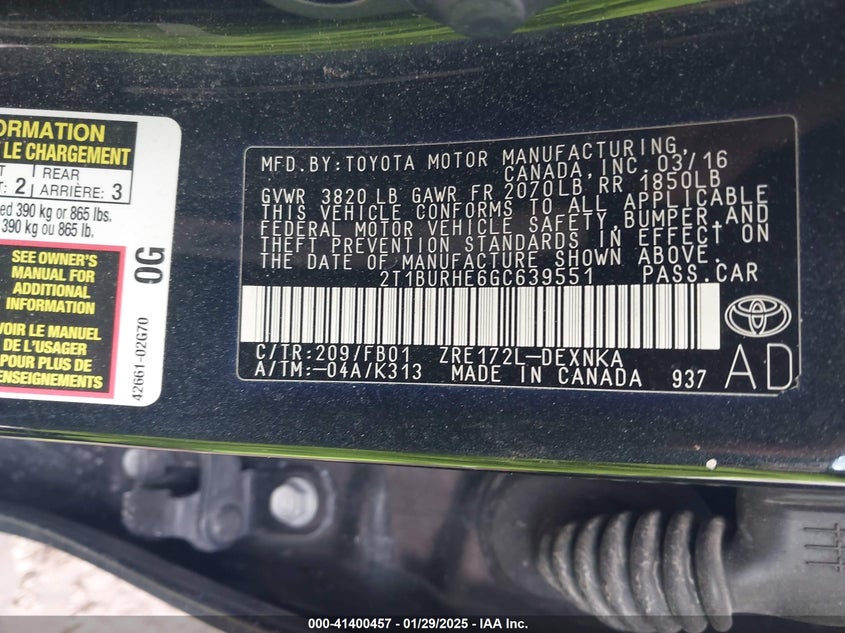 ORMATION
LE CHARGEMENT
REAR
: 2 ARRIÈRE: 3
390 kg or 865 lbs.
390 kg ou 865 lb.
SEE OWNER'S
MANUAL FOR
ADDITIONAL
INFORMATION
VOIR LE MANUEL
DE L'USAGER
POUR PLUS DE
RENSEIGNEMENTS
0G
42661-02G70
MFD.BY:TOYOTA MOTOR MANUFACTURING,
CANADA,INC.03/16
GVWR 3820 LB GAWR FR 2070LB RR 1850LB
THIS VEHICLE CONFORMS TO ALL APPLICABLE
FEDERAL MOTOR VEHICLE SAFETY,BUMPER,AND
THEFT PREVENTION STANDARDS IN EFFECT ON
THE DATE OF MANUFACTURE SHOWN ABOVE.
2T1BURHE6GC639551 PASS.CAR
C/TR:209/FB01 ZRE172L-DEXNKA
A/TM:-04A/K313 MADE IN CANADA 937
AD
000-41400457 - 01/29/2025 - IAA Inc.